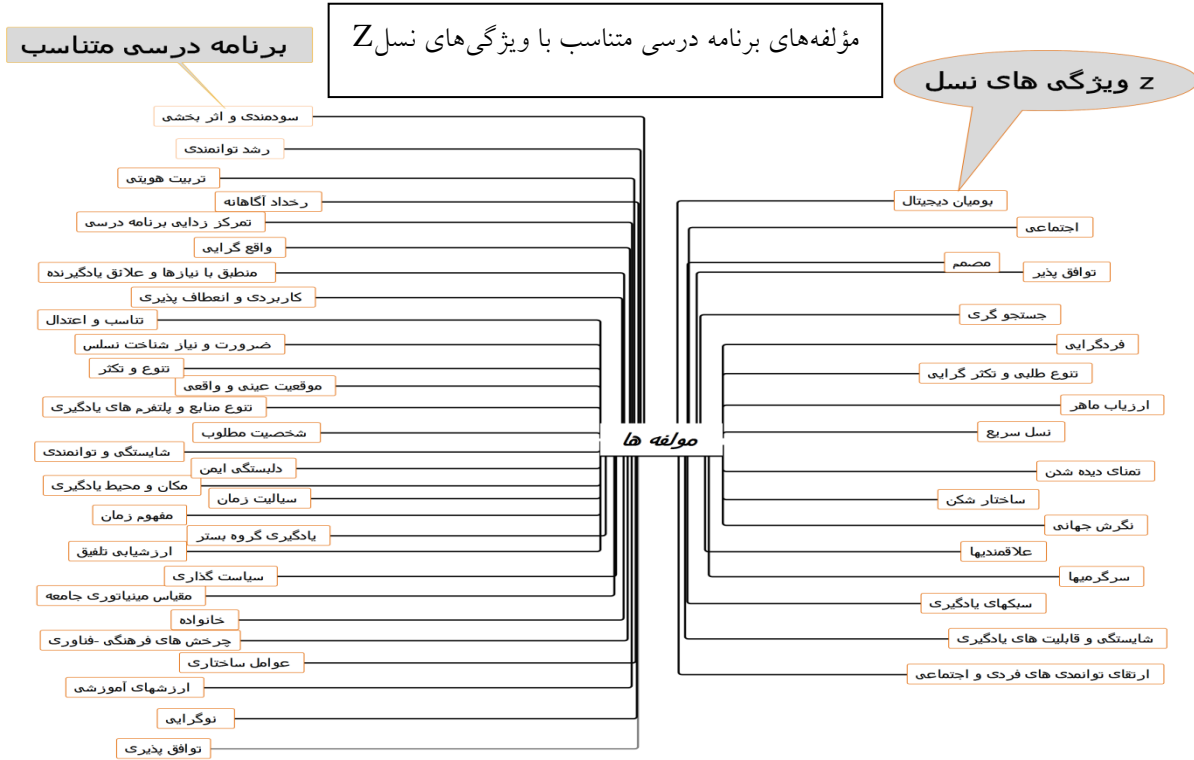 مؤلفه‌های برنامه درسی متناسب با ویژگی‌های نسل Z
z ویژگی های نسل
بومیان دیجیتال
اجتماعی
مصمم
توافق پذیر
جستجو گری
فردگرایی
تنوع طلبی و تکثر گرایی
ارزیاب ماهر
نسل سریع
تمنای دیده شدن
ساختار شکن
نگرش جهانی
علاقمندیها
سرگرمیها
سبکهای یادگیری
شایستگی و قابلیت های یادگیری
ارتقای توانمدی های فردی و اجتماعی
مولفه ها
برنامه درسی متناسب
سودمندی و اثر بخشی
رشد توانمندی
تربیت هویتی
رخداد آگاهانه
تمرکز زدایی برنامه درسی
واقع گرایی
منطبق با نیازها و علائق یادگیرنده
کاربردی و انعطاف پذیری
تناسب و اعتدال
ضرورت و نیاز شناخت نسلس
تنوع و تکثر
موقعیت عینی و واقعی
تنوع منابع و پلتفرم های یادگیری
شخصیت مطلوب
شایستگی و توانمندی
دلبستگی ایمن
مکان و محیط یادگیری
سیالیت زمان
مفهوم زمان
یادگیری گروه بستر
ارزشیابی تلفیق
سیاست گذاری
مقیاس مینیاتوری جامعه
خانواده
چرخش های فرهنگی -فناوری
عوامل ساختاری
ارزشهای آموزشی
نوگرایی
توافق پذیری